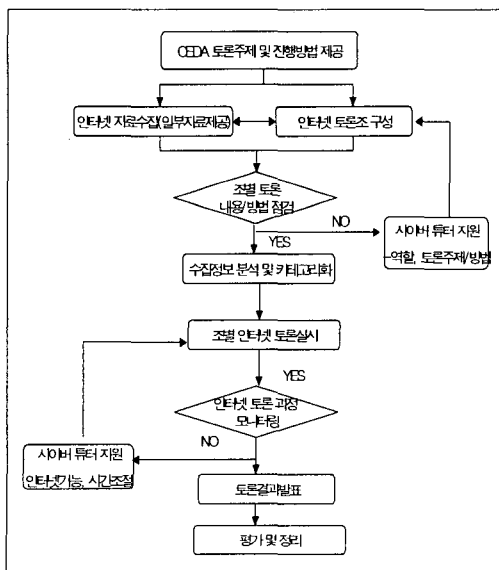 CEDA 토론주제 및 진행방법 제공
인터넷 자료수집(일부자료제공)
인터넷 토론조 구성
조별 토론
내용/방법 점검
NO
사이버 튜터 지원
-역할, 토론주제/방법
YES
수집정보 분석 및 카테고리화
조별 인터넷 토론실시
YES
인터넷 토론 과정
모니터링
NO
사이버 튜터 지원
인터넷기능, 시간조절
토론결과발표
평가 및 정리